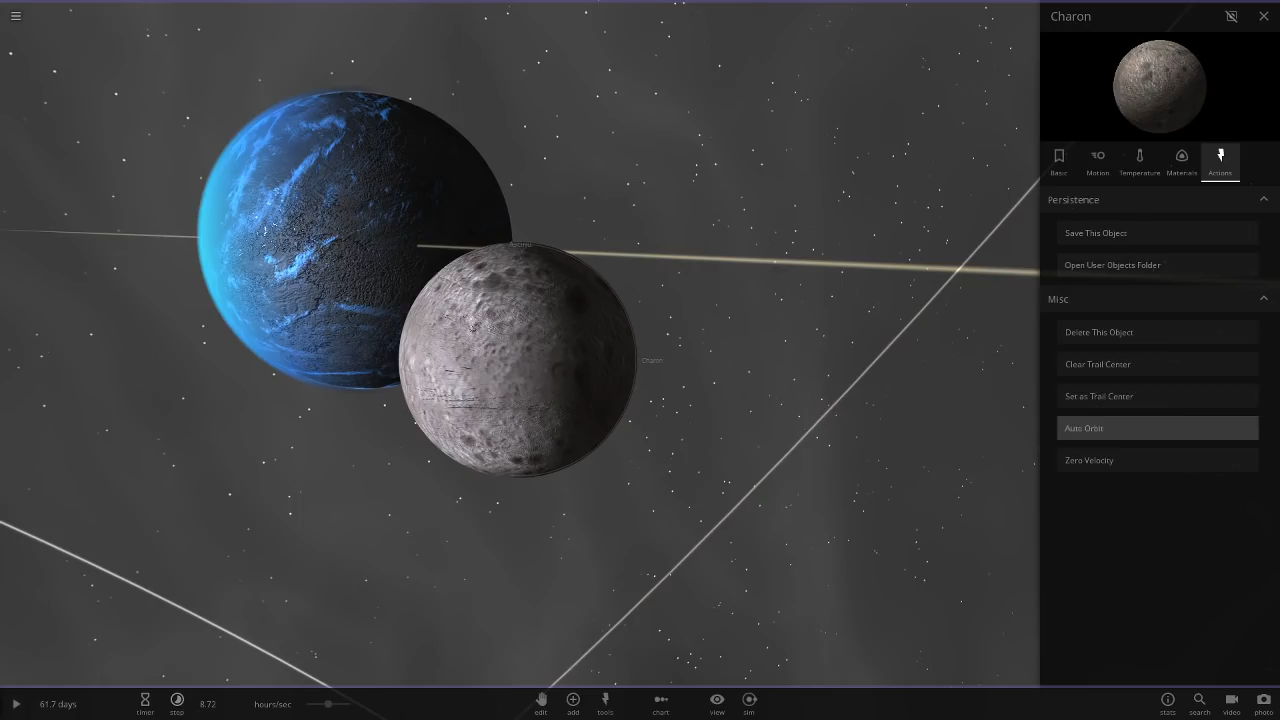 Charon
Basic
Motion
Temperature
Materials
Actions
Persistence
Save This Object
Open User Objects Folder
Misc
Delete This Object
Clear Trail Center
Set as Trail Center
Auto Orbit
Zero Velocity
Charon
61.7 days
timer
step
8.72
hours/sec
edit
add
tools
chart
view
sim
stats
search
video
photo